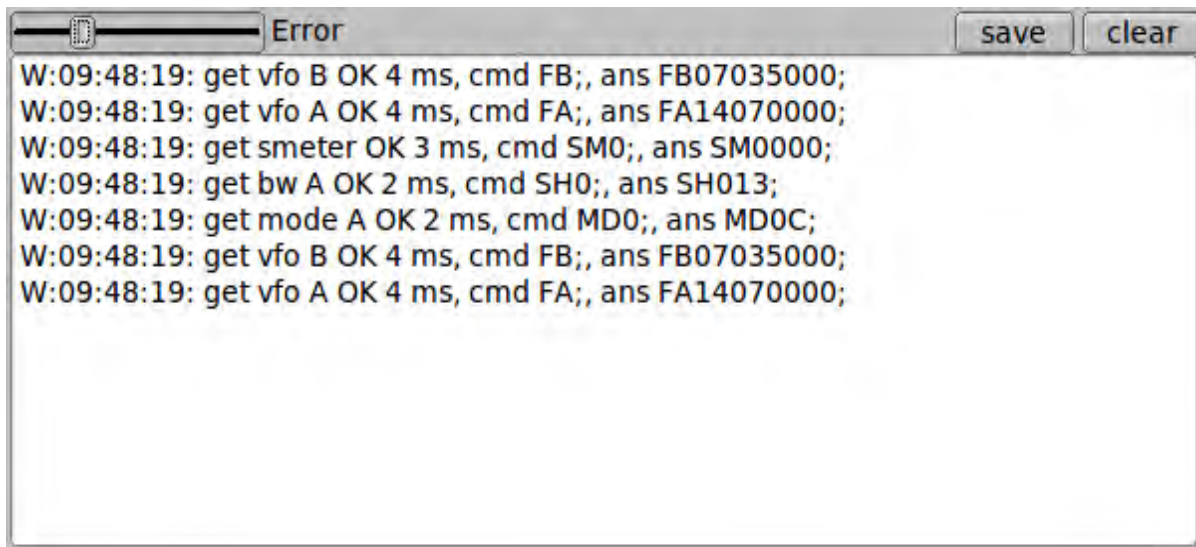 Error save clear
W:09:48:19: get vfo B OK 4 ms, cmd FB;, ans FB07035000;
W:09:48:19: get vfo A OK 4 ms, cmd FA;, ans FA14070000;
W:09:48:19: get smeter OK 3 ms, cmd SM0;, ans SM0000;
W:09:48:19: get bw A OK 2 ms, cmd SH0;, ans SH013;
W:09:48:19: get mode A OK 2 ms, cmd MD0;, ans MD0C;
W:09:48:19: get vfo B OK 4 ms, cmd FB;, ans FB07035000;
W:09:48:19: get vfo A OK 4 ms, cmd FA;, ans FA14070000;